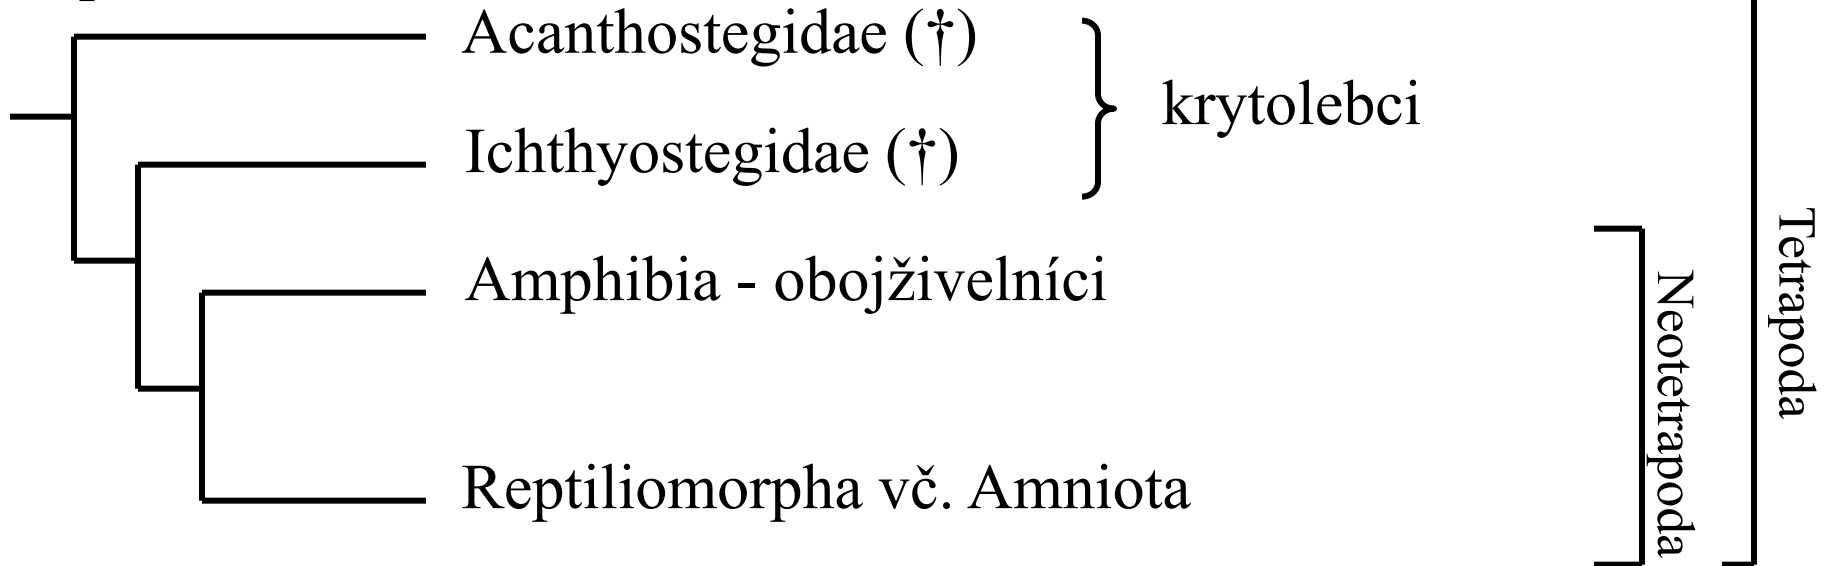 Acanthostegidae (†)
krytolebci
Ichthyostegidae (†)
Amphibia - obojživelníci
Reptiliomorpha vč. Amniota
Neotetrapoda
Tetrapoda